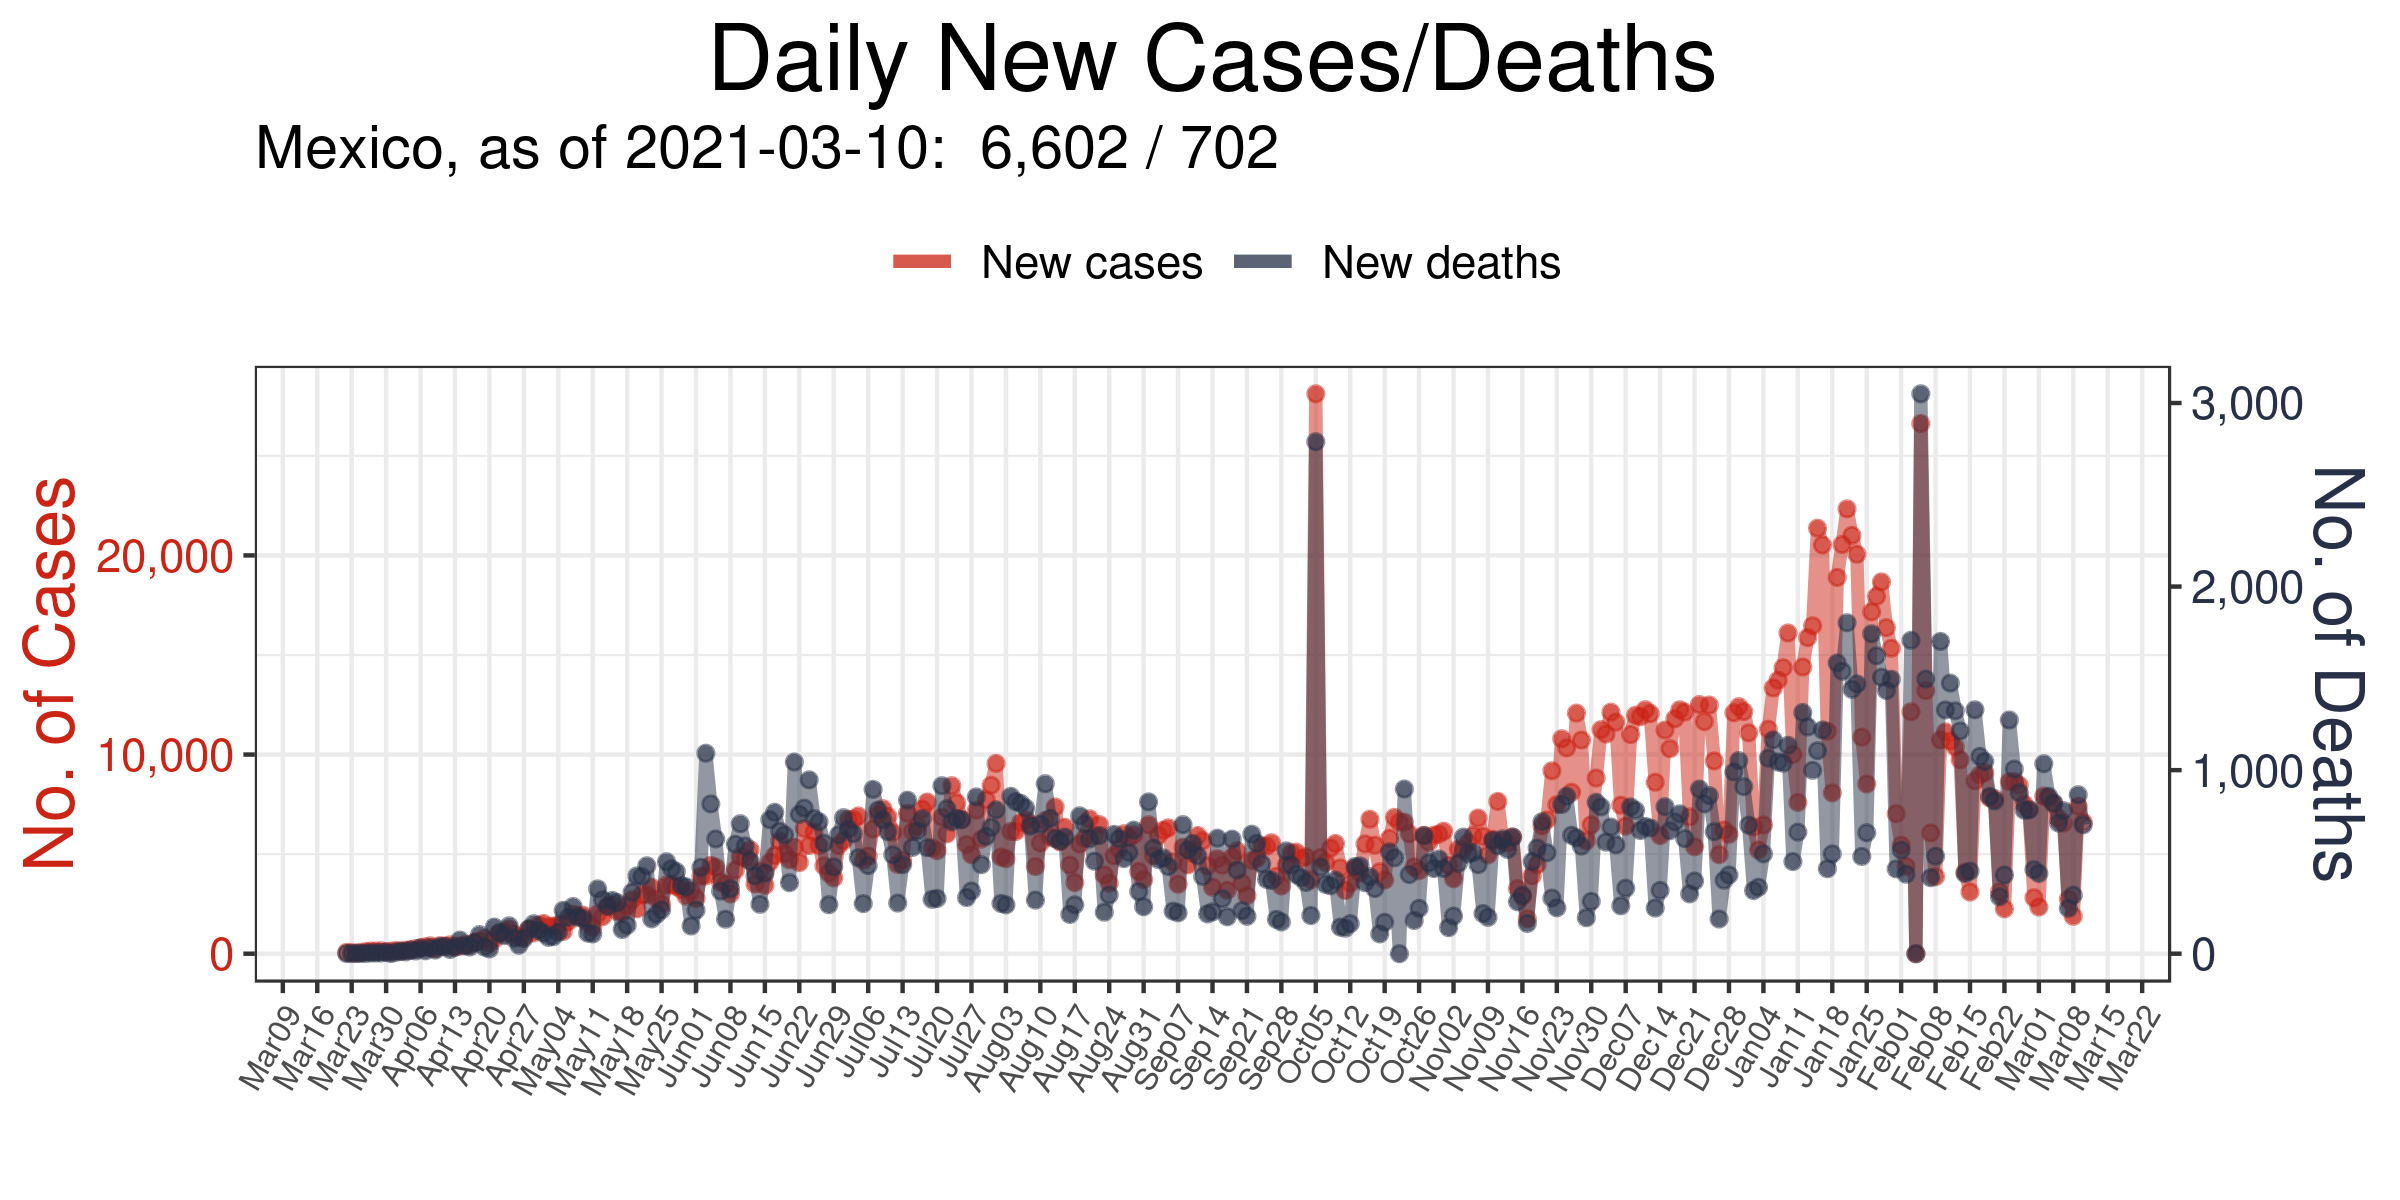 Daily New Cases/Deaths
Mexico, as of 2021-03-10:  6,602 / 702
New cases
New deaths
No. of Cases
20,000
10,000
0
3,000
2,000
1,000
0
No. of Deaths
Mar09
Mar16
Mar23
Mar30
Apr06
Apr13
Apr20
Apr27
May04
May11
May18
May25
Jun01
Jun08
Jun15
Jun22
Jun29
Jul06
Jul13
Jul20
Jul27
Aug03
Aug10
Aug17
Aug24
Aug31
Sep07
Sep14
Sep21
Sep28
Oct05
Oct12
Oct19
Oct26
Nov02
Nov09
Nov16
Nov23
Nov30
Dec07
Dec14
Dec21
Dec28
Jan04
Jan11
Jan18
Jan25
Feb01
Feb08
Feb15
Feb22
Mar01
Mar08
Mar15
Mar22